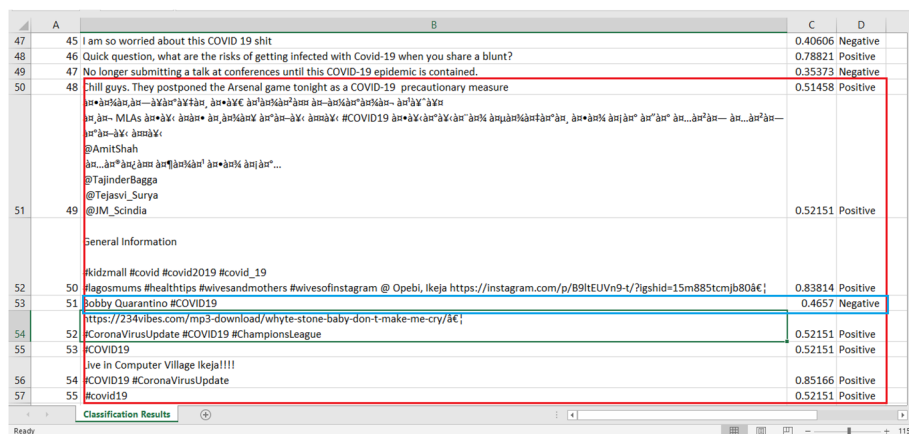 A B C D
47 45 I am so worried about this COVID 19 shit 0.40606 Negative
48 46 Quick question, what are the risks of getting infected with Covid-19 when you share a blunt? 0.78821 Positive
49 47 No longer submitting a talk at conferences until this COVID-19 epidemic is contained. 0.35373 Negative
50 48 Chill guys. They postponed the Arsenal game tonight as a COVID-19 precautionary measure 0.51458 Positive
MLAs
#COVID19
@AmitShah
@TajinderBagga
@Tejasvi_Surya
51 49 @JM_Scindia 0.52151 Positive
General Information
#kidzmall #covid #covid2019 #covid_19
52 50 #lagosmums #healthtips #wivesandmothers #wivesofinstagram @ Opebi, Ikeja https://instagram.com/p/B9ltEUVn9-t/?igshid=15m885tcmjb80â€¦ 0.83814 Positive
53 51 Bobby Quarantino #COVID19 0.4657 Negative
https://234vibes.com/mp3-download/whyte-stone-baby-don-t-make-me-cry/â€¦
54 52 #CoronaVirusUpdate #COVID19 #ChampionsLeague 0.52151 Positive
55 53 #COVID19 0.52151 Positive
Live in Computer Village Ikeja!!!!
56 54 #COVID19 #CoronaVirusUpdate 0.85166 Positive
57 55 #covid19 0.52151 Positive
Classification Results
Ready 115